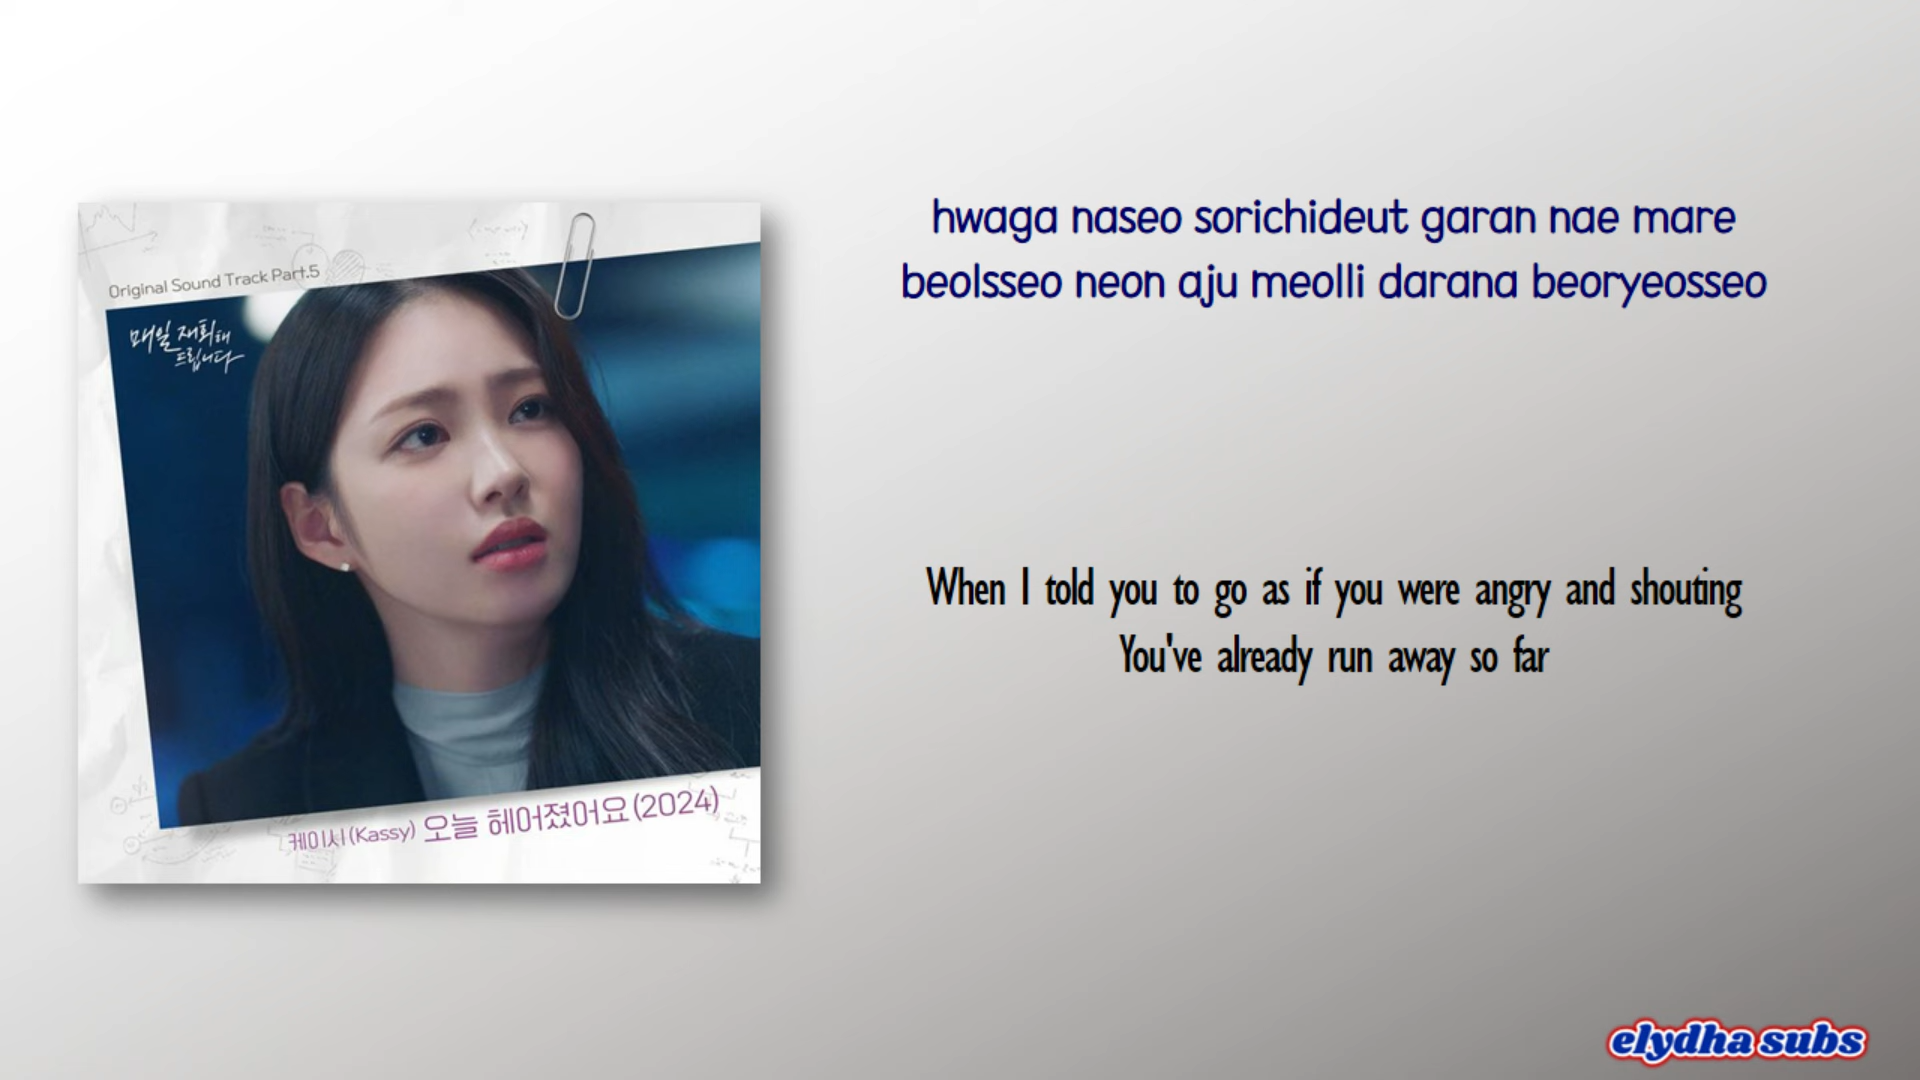 Original Sound Track Part.5
매일 재회해
드립니다
케이시(Kassy) 오늘 헤어졌어요(2024)
hwaga naseo sorichideut garan nae mare
beolsseo neon aju meolli darana beoryeosseo
When I told you to go as if you were angry and shouting
You've already run away so far
elydha subs